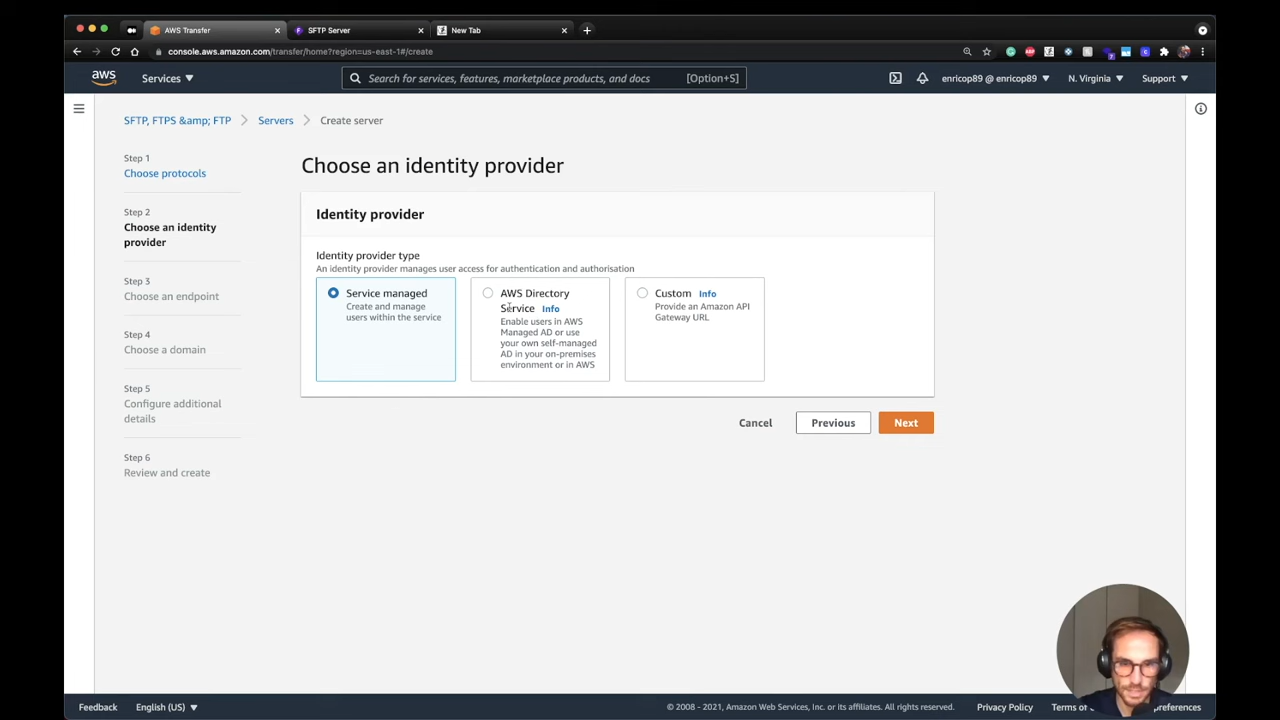 AWS Transfer
SFTP Server
New Tab
console.aws.amazon.com/transfer/home?region=us-east-1#/create
aws
Services
Search for services, features, marketplace products, and docs
[Option+S]
enricop89 @ enricop89
N. Virginia
Support
SFTP, FTPS &amp; FTP
Servers
Create server
Step 1
Choose protocols
Step 2
Choose an identity
provider
Step 3
Choose an endpoint
Step 4
Choose a domain
Step 5
Configure additional
details
Step 6
Review and create
Choose an identity provider
Identity provider
Identity provider type
An identity provider manages user access for authentication and authorisation
Service managed
Create and manage
users within the service
AWS Directory
Service Info
Enable users in AWS
Managed AD or use
your own self-managed
AD in your on-premises
environment or in AWS
Custom Info
Provide an Amazon API
Gateway URL
Cancel
Previous
Next
Feedback
English (US)
© 2008 - 2021, Amazon Web Services, Inc. or its affiliates. All rights reserved.
Privacy Policy
Terms of
preferences